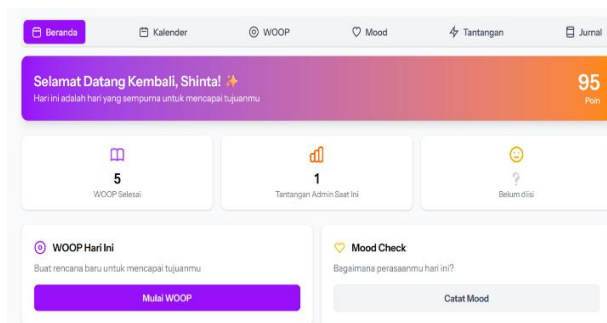 Beranda Kalender WOOP Mood Tantangan Jurnal
Selamat Datang Kembali, Shinta! ✨ 95
Hari ini adalah hari yang sempurna untuk mencapai tujuanmu Poin
5 1 ?
WOOP Selesai Tantangan Admin Saat Ini Belum diisi
WOOP Hari Ini
Buat rencana baru untuk mencapai tujuanmu
Mulai WOOP
Mood Check
Bagaimana perasaanmu hari ini?
Catat Mood